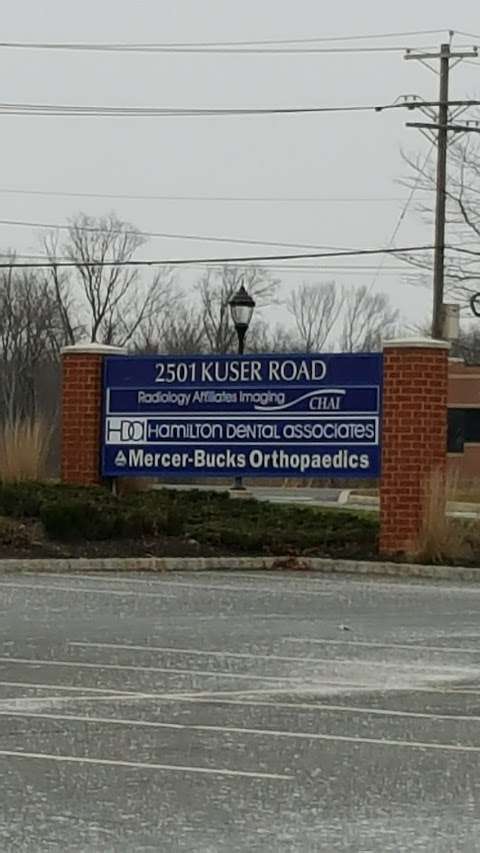 2501 KUSER ROAD
Radiology Affiliates Imaging CHAI
HDA HAMILTON DENTAL ASSOCIATES
Mercer-Bucks Orthopaedics